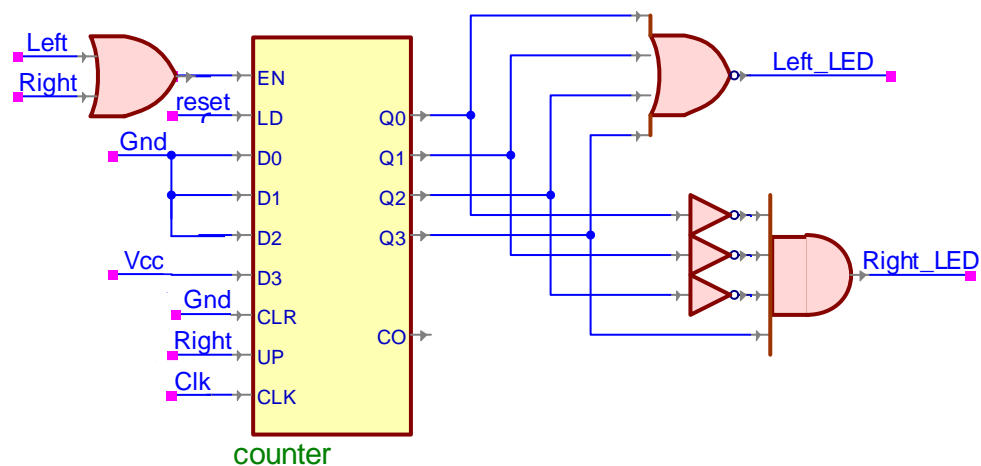 Left
Right
reset
Gnd
Vcc
Gnd
Right
Clk
EN
LD
D0
D1
D2
D3
CLR
UP
CLK
Q0
Q1
Q2
Q3
CO
counter
Left_LED
Right_LED